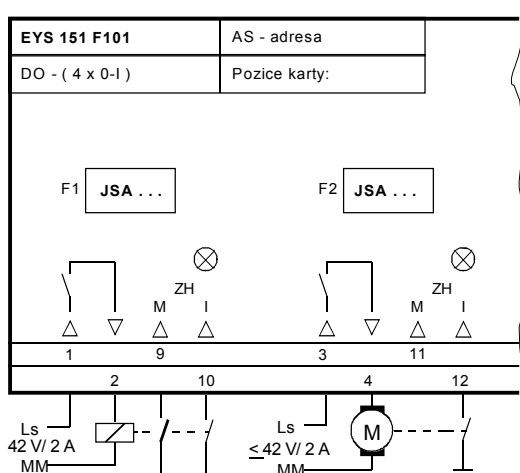 EYS 151 F101 AS - adresa
DO - ( 4 x 0-I ) Pozice karty:
F1 JSA . . . F2 JSA . . .
ZH ZH
M I M I
1 9 3 11
2 10 4 12
Ls Ls M
42 V/ 2 A ≤ 42 V/ 2 A
MM MM